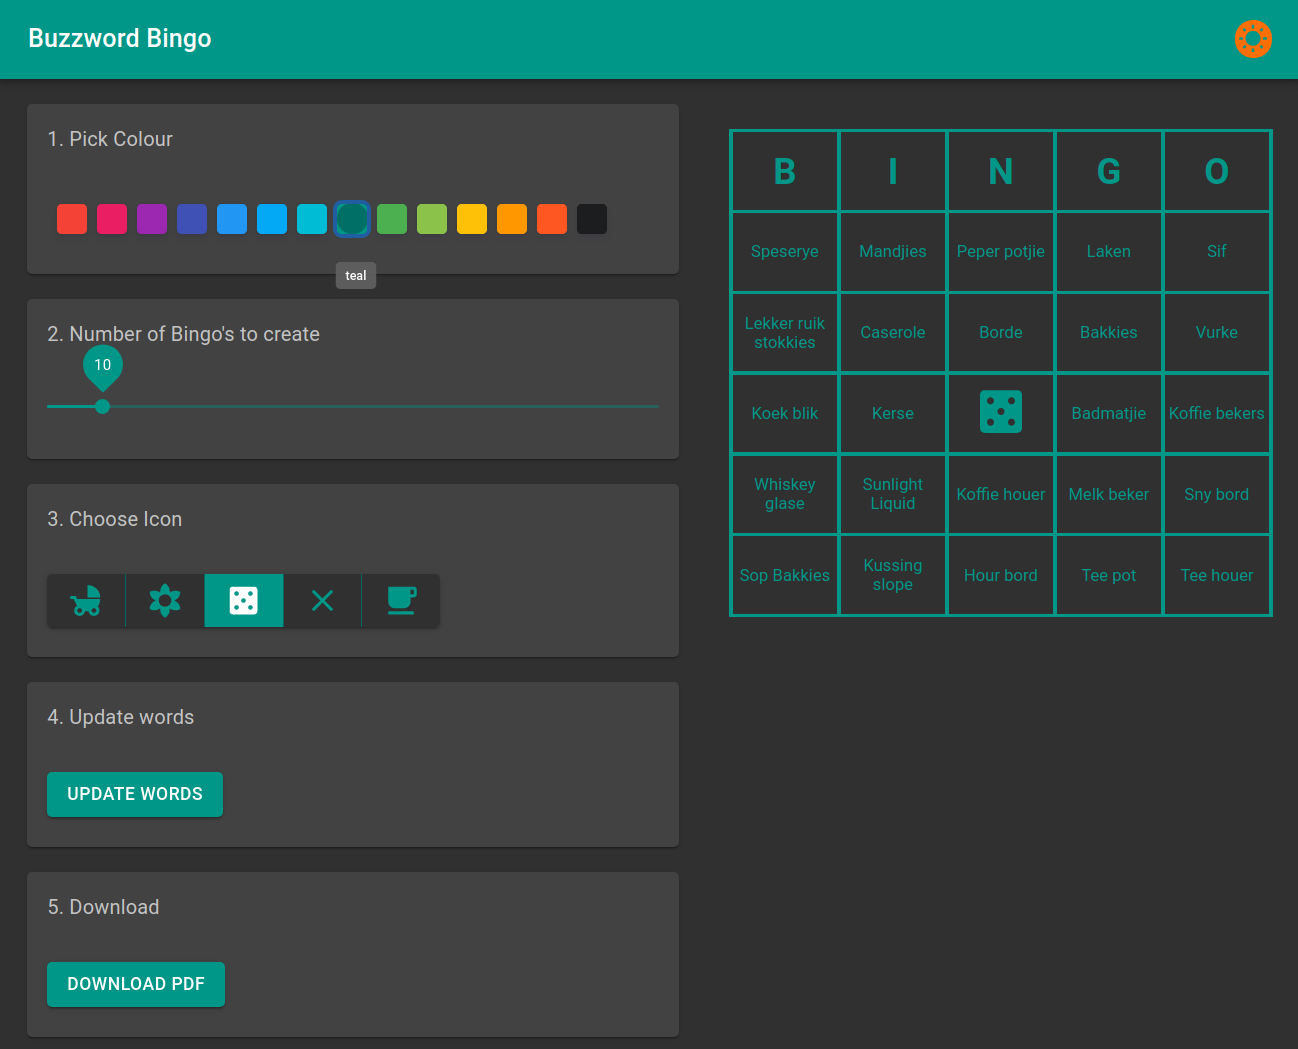 Buzzword Bingo
1. Pick Colour
teal
2. Number of Bingo's to create
10
3. Choose Icon
4. Update words
UPDATE WORDS
5. Download
DOWNLOAD PDF
B I N G O
Speserye Mandjies Peper potjie Laken Sif
Lekker ruik
stokkies Caserole Borde Bakkies Vurke
Koek blik Kerse Badmatjie Koffie bekers
Whiskey
glase Sunlight
Liquid Koffie houer Melk beker Sny bord
Sop Bakkies Kussing
slope Hour bord Tee pot Tee houer